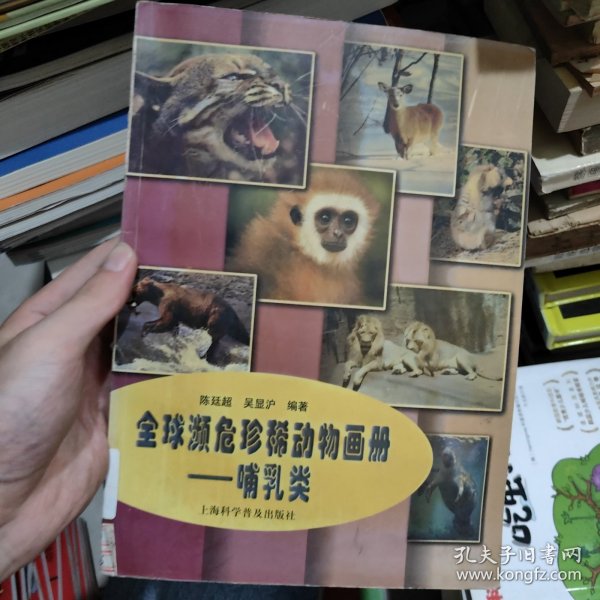 陈廷超 吴显沪 编著
全球濒危珍稀动物画册
——哺乳类
上海科学普及出版社
孔夫子旧书网
www.kongfz.com